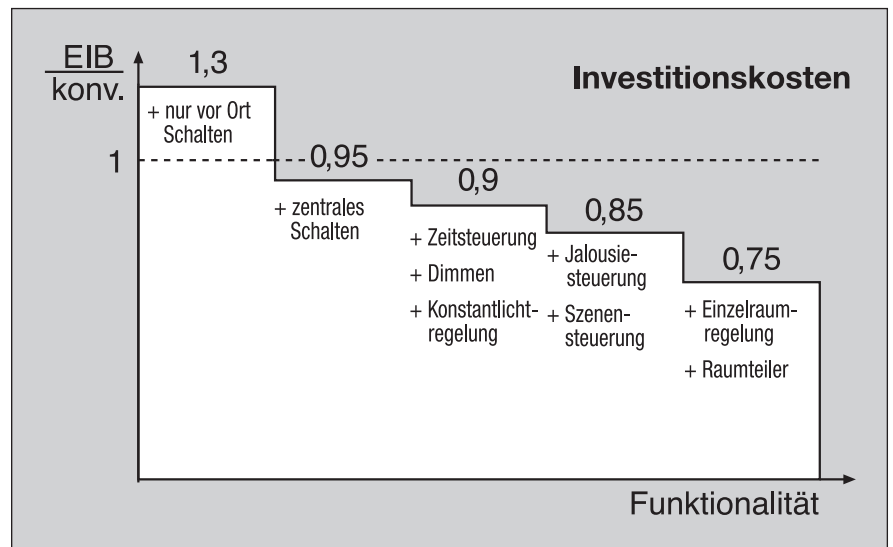 EIB
konv.
1,3
Investitionskosten
+ nur vor Ort
Schalten
1
0,95
+ zentrales
Schalten
0,9
+ Zeitsteuerung
+ Dimmen
+ Konstantlicht-
regelung
0,85
+ Jalousie-
steuerung
+ Szenen-
steuerung
0,75
+ Einzelraum-
regelung
+ Raumteiler
Funktionalität